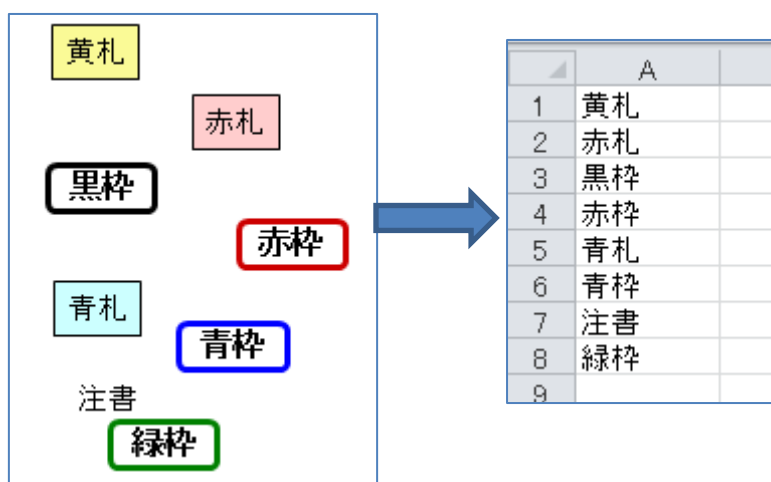 黄札
赤札
黒枠
赤枠
青札
青枠
注書
緑枠
A
1 黄札
2 赤札
3 黒枠
4 赤枠
5 青札
6 青枠
7 注書
8 緑枠
9